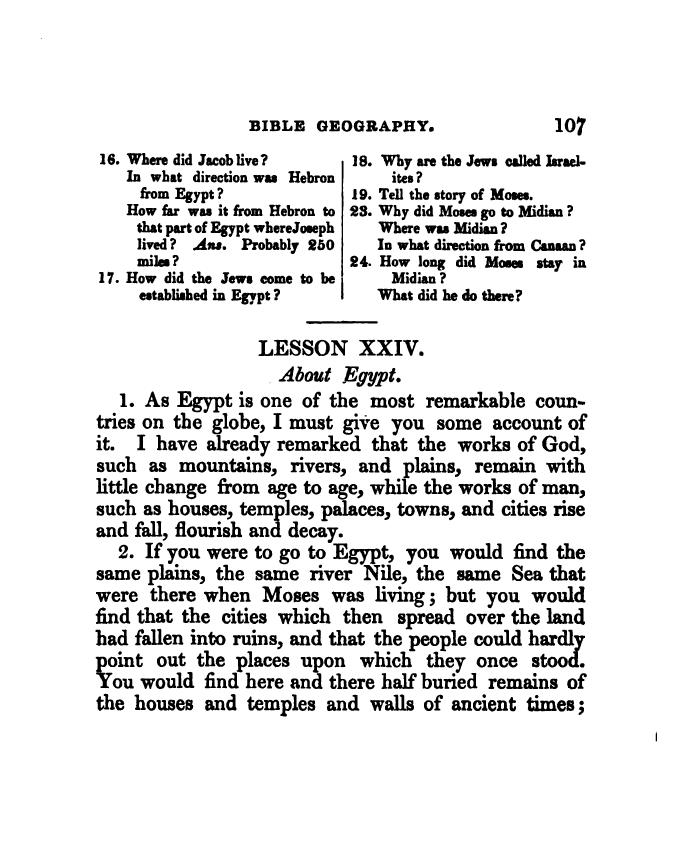 BIBLE GEOGRAPHY. 107
16. Where did Jacob live?
In what direction was Hebron
from Egypt?
How far was it from Hebron to
that part of Egypt where Joseph
lived? Ans. Probably 250
miles?
17. How did the Jews come to be
established in Egypt?
18. Why are the Jews called Israel-
ites?
19. Tell the story of Moses.
23. Why did Moses go to Midian?
Where was Midian?
In what direction from Canaan?
24. How long did Moses stay in
Midian?
What did he do there?
LESSON XXIV.
About Egypt.
1. As Egypt is one of the most remarkable coun-
tries on the globe, I must give you some account of
it. I have already remarked that the works of God,
such as mountains, rivers, and plains, remain with
little change from age to age, while the works of man,
such as houses, temples, palaces, towns, and cities rise
and fall, flourish and decay.
2. If you were to go to Egypt, you would find the
same plains, the same river Nile, the same Sea that
were there when Moses was living; but you would
find that the cities which then spread over the land
had fallen into ruins, and that the people could hardly
point out the places upon which they once stood.
You would find here and there half buried remains of
the houses and temples and walls of ancient times;